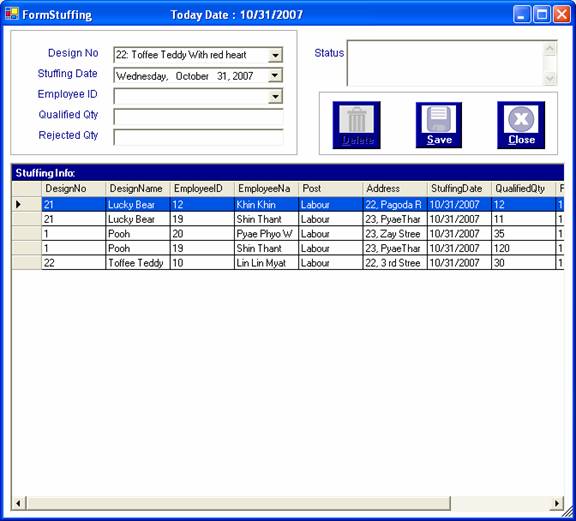 FormStuffing Today Date : 10/31/2007
Design No 22: Toffee Teddy With red heart
Stuffing Date Wednesday, October 31, 2007
Employee ID
Qualified Qty
Rejected Qty
Status
Delete Save Close
Stuffing Info:
DesignNo DesignName EmployeeID EmployeeNa Post Address StuffingDate QualifiedQty
21 Lucky Bear 12 Khin Khin Labour 22, Pagoda R 10/31/2007 12 1
21 Lucky Bear 19 Shin Thant Labour 23, PyaeThar 10/31/2007 11 1
1 Pooh 20 Pyae Phyo W Labour 23, Zay Stree 10/31/2007 35 1
1 Pooh 19 Shin Thant Labour 23, PyaeThar 10/31/2007 120 1
22 Toffee Teddy 10 Lin Lin Myat Labour 22, 3 rd Stree 10/31/2007 30 1